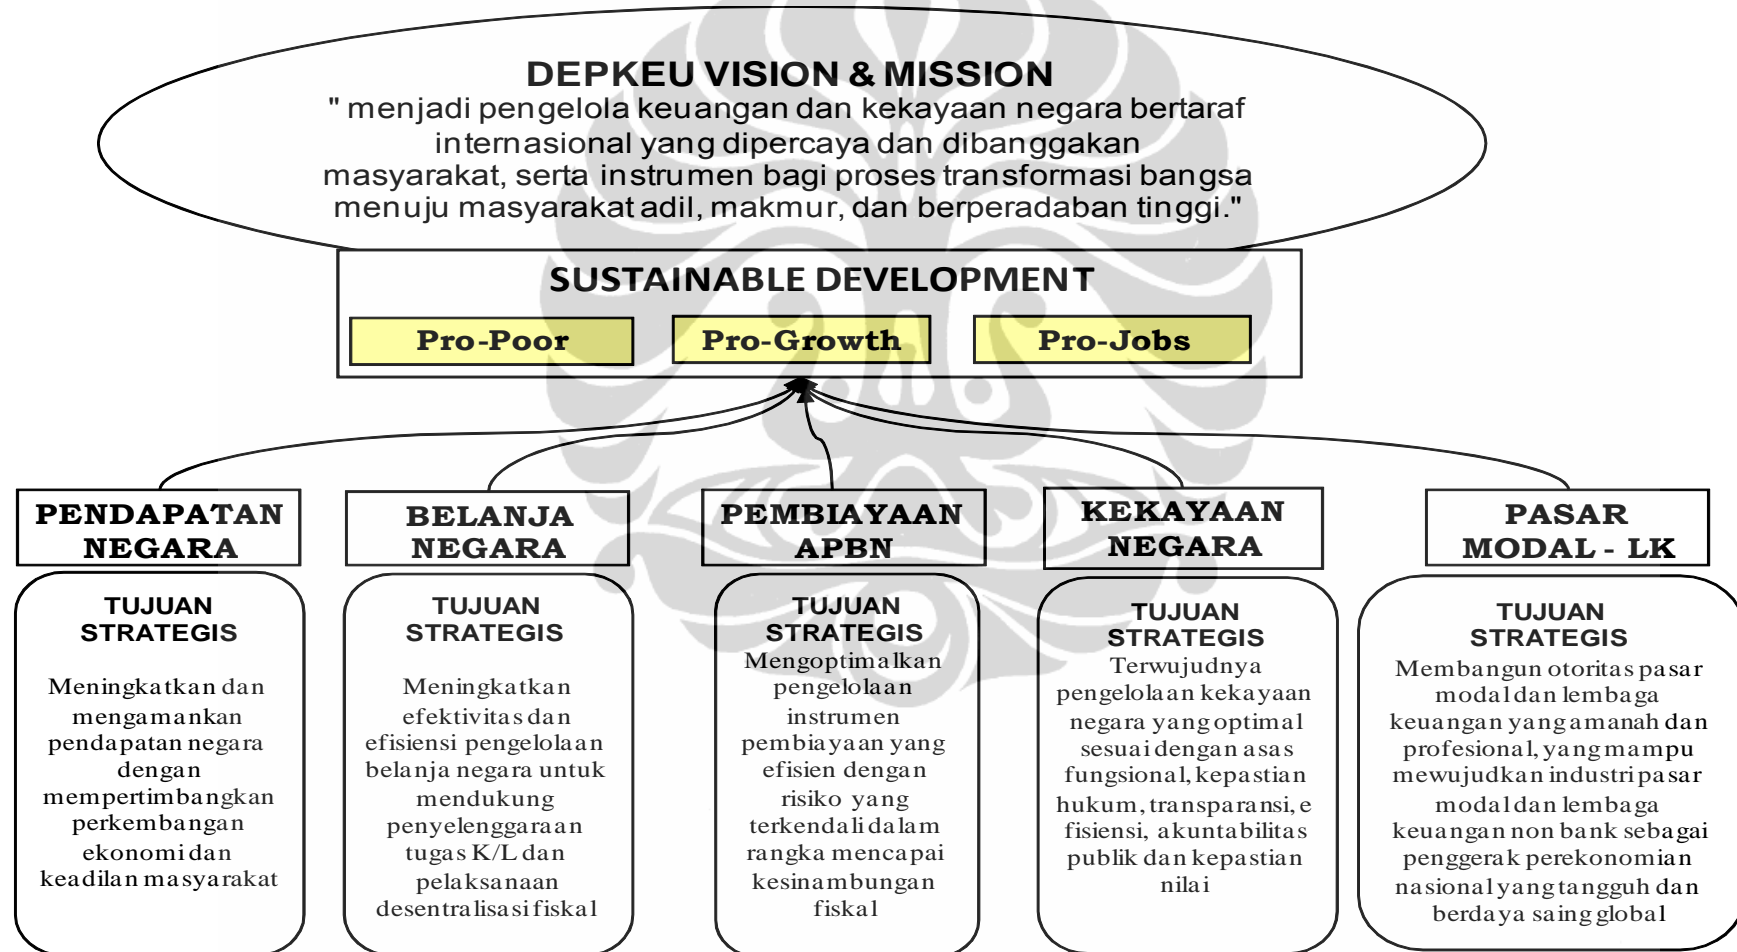 DEPKEU VISION & MISSION
" menjadi pengelola keuangan dan kekayaan negara bertaraf
internasional yang dipercaya dan dibanggakan
masyarakat, serta instrumen bagi proses transformasi bangsa
menuju masyarakat adil, makmur, dan berperadaban tinggi."
SUSTAINABLE DEVELOPMENT
Pro-Poor
Pro-Growth
Pro-Jobs
PENDAPATAN
NEGARA
TUJUAN
STRATEGIS
Meningkatkan dan
mengamankan
pendapatan negara
dengan
mempertimbangkan
perkembangan
ekonomi dan
keadilan masyarakat
BELANJA
NEGARA
TUJUAN
STRATEGIS
Meningkatkan
efektivitas dan
efisiensi pengelolaan
belanja negara untuk
mendukung
penyelenggaraan
tugas K/L dan
pelaksanaan
desentralisasi fiskal
PEMBIAYAAN
APBN
TUJUAN
STRATEGIS
Mengoptimalkan
pengelolaan
instrumen
pembiayaan yang
efisien dengan
risiko yang
terkendali dalam
rangka mencapai
kesinambungan
fiskal
KEKAYAAN
NEGARA
TUJUAN
STRATEGIS
Terwujudnya
pengelolaan kekayaan
negara yang optimal
sesuai dengan asas
fungsional, kepastian
hukum, transparansi, e
fisiensi, akuntabilitas
publik dan kepastian
nilai
PASAR
MODAL - LK
TUJUAN
STRATEGIS
Membangun otoritas pasar
modal dan lembaga
keuangan yang amanah dan
profesional, yang mampu
mewujudkan industri pasar
modal dan lembaga
keuangan non bank sebagai
penggerak perekonomian
nasional yang tangguh dan
berdaya saing global